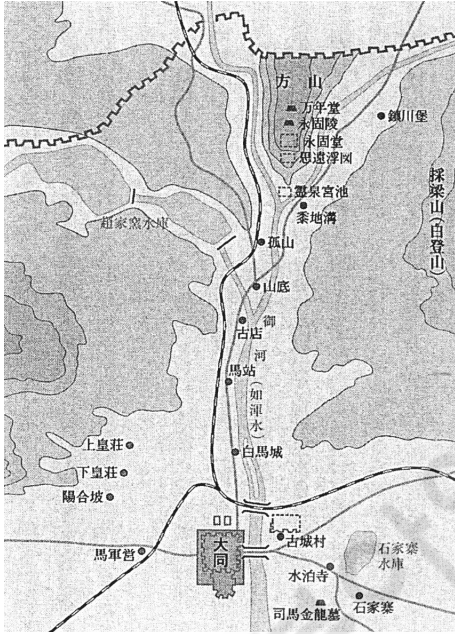 方山
万年堂
永固陵
鎮川堡
永固堂
思遠浮図
霊泉宮池
黍地溝
採梁山(白登山)
趙家窯水庫
孤山
山底
御河(如渾水)
古店
馬站
上皇荘
白馬城
下皇荘
陽合坡
古城村
馬軍営
大同
石家寨
水庫
水泊寺
司馬金龍墓
石家寨